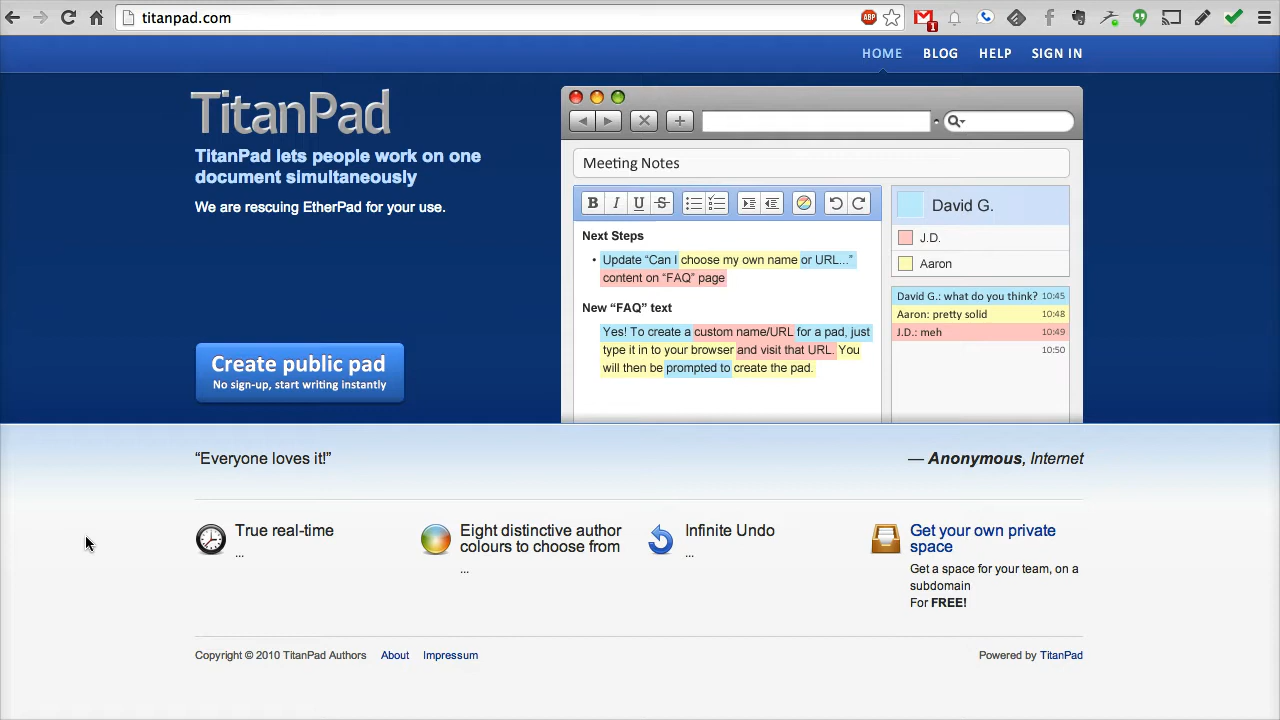 titanpad.com
ABP
1
HOME BLOG HELP SIGN IN
TitanPad
TitanPad lets people work on one
document simultaneously
We are rescuing EtherPad for your use.
Create public pad
No sign-up, start writing instantly
Meeting Notes
B I U S
Next Steps
• Update “Can I choose my own name or URL...”
content on “FAQ” page
New “FAQ” text
Yes! To create a custom name/URL for a pad, just
type it in to your browser and visit that URL. You
will then be prompted to create the pad.
David G.
J.D.
Aaron
David G.: what do you think? 10:45
Aaron: pretty solid 10:48
J.D.: meh 10:49
10:50
“Everyone loves it!”
— Anonymous, Internet
True real-time
...
Eight distinctive author
colours to choose from
...
Infinite Undo
...
Get your own private
space
Get a space for your team, on a
subdomain
For FREE!
Copyright © 2010 TitanPad Authors About Impressum
Powered by TitanPad